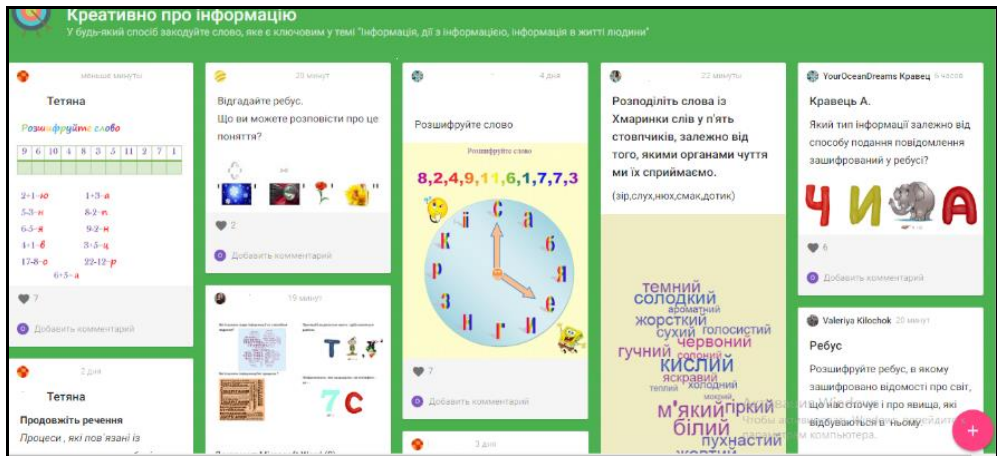 Креативно про інформацію
У будь-який спосіб закодуйте слово, яке є ключовим у темі "Інформація, дії з інформацією, інформація в житті людини"
меньше минуты
Тетяна
Розшифруйте слово
9 6 10 4 8 3 5 11 2 7 1
2+1-ю
1+3-а
5-3-н
8-2-п
6-5-я
9-2-н
4+1-в
3+5-ц
17-8-о
22-12-р
6+5-а
7
Добавить комментарий
2 дня
Тетяна
Продовжіть речення
Процеси , які пов'язані із
20 минут
Відгадайте ребус.
Що ви можете розповісти про це поняття?
2
Добавить комментарий
19 минут
Т
7 С
4 дня
Розшифруйте слово
Розшифруйте слово
8,2,4,9,11,6,1,7,7,3
С
а
б
я
е
и
г
н
З
р
к
і
7
Добавить комментарий
3 дня
22 минуты
Розподіліть слова із
Хмаринки слів у п'ять
стовпчиків, залежно від
того, якими органами чуття
ми їх сприймаємо.
(зір,слух,нюх,смак,дотик)
темний
солодкий
ароматний
жорсткий
сухий голосистий
червоний
гучний солоний
кислий
яскравий
теплий холодний
мокрий
м'який гіркий
білий
пухнастий
YourOceanDreams Кравец 5 часов
Кравець А.
Який тип інформації залежно від
способу подання повідомлення
зашифрований у ребусі?
Ч И А
6
Добавить комментарий
Valeriya Kilochok 20 минут
Ребус
Розшифруйте ребус, в якому
зашифровано відомості про світ,
що нас оточує і про явища, які
відбуваються в ньому.